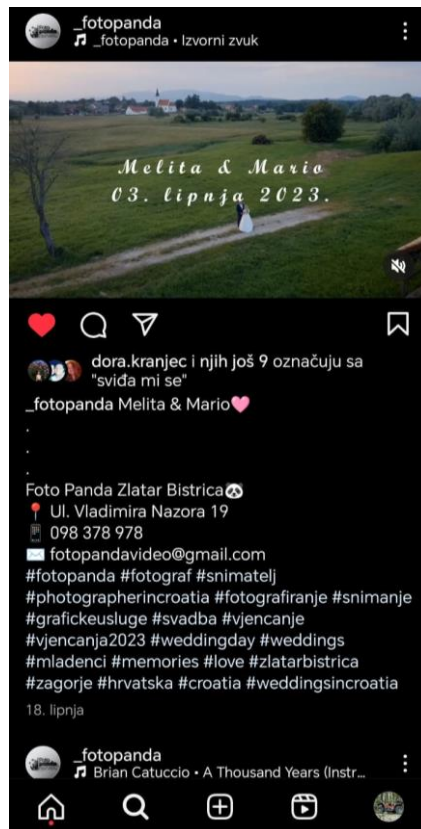 _fotopanda
_fotopanda • Izvorni zvuk
Melita & Mario
03. lipnja 2023.
dora.kranjec i njih još 9 označuju sa
"sviđa mi se"
_fotopanda Melita & Mario🩷
.
.
.
Foto Panda Zlatar Bistrica🐼
📍 Ul. Vladimira Nazora 19
📱 098 378 978
✉️ fotopandavideo@gmail.com
#fotopanda #fotograf #snimatelj
#photographerincroatia #fotografiranje #snimanje
#grafickeusluge #svadba #vjencanje
#vjencanja2023 #weddingday #weddings
#mladenci #memories #love #zlatarbistrica
#zagorje #hrvatska #croatia #weddingsincroatia
18. lipnja
_fotopanda
Brian Catuccio • A Thousand Years (Instr...